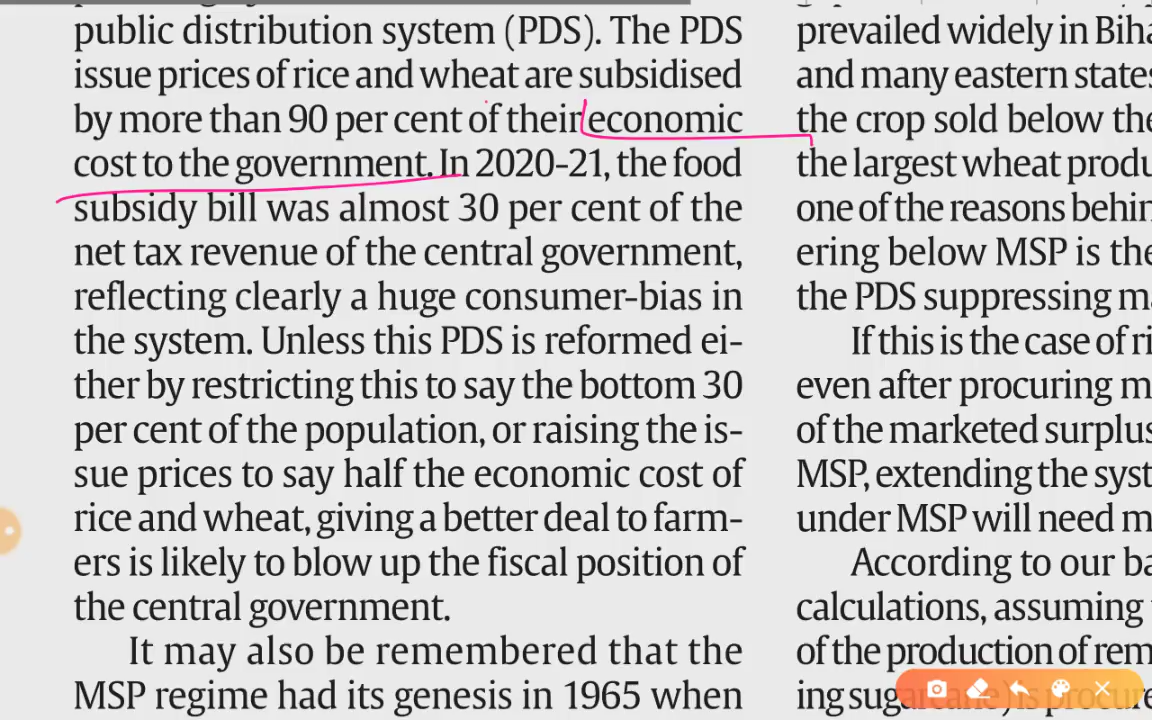 public distribution system (PDS). The PDS
issue prices of rice and wheat are subsidised
by more than 90 per cent of their economic
cost to the government. In 2020-21, the food
subsidy bill was almost 30 per cent of the
net tax revenue of the central government,
reflecting clearly a huge consumer-bias in
the system. Unless this PDS is reformed ei-
ther by restricting this to say the bottom 30
per cent of the population, or raising the is-
sue prices to say half the economic cost of
rice and wheat, giving a better deal to farm-
ers is likely to blow up the fiscal position of
the central government.
It may also be remembered that the
MSP regime had its genesis in 1965 when
prevailed widely in Biha
and many eastern states
the crop sold below the
the largest wheat produ
one of the reasons behin
ering below MSP is the
the PDS suppressing ma
If this is the case of ri
even after procuring m
of the marketed surplus
MSP, extending the syst
under MSP will need m
According to our ba
calculations, assuming
of the production of rem
ing sugarcane) is procure